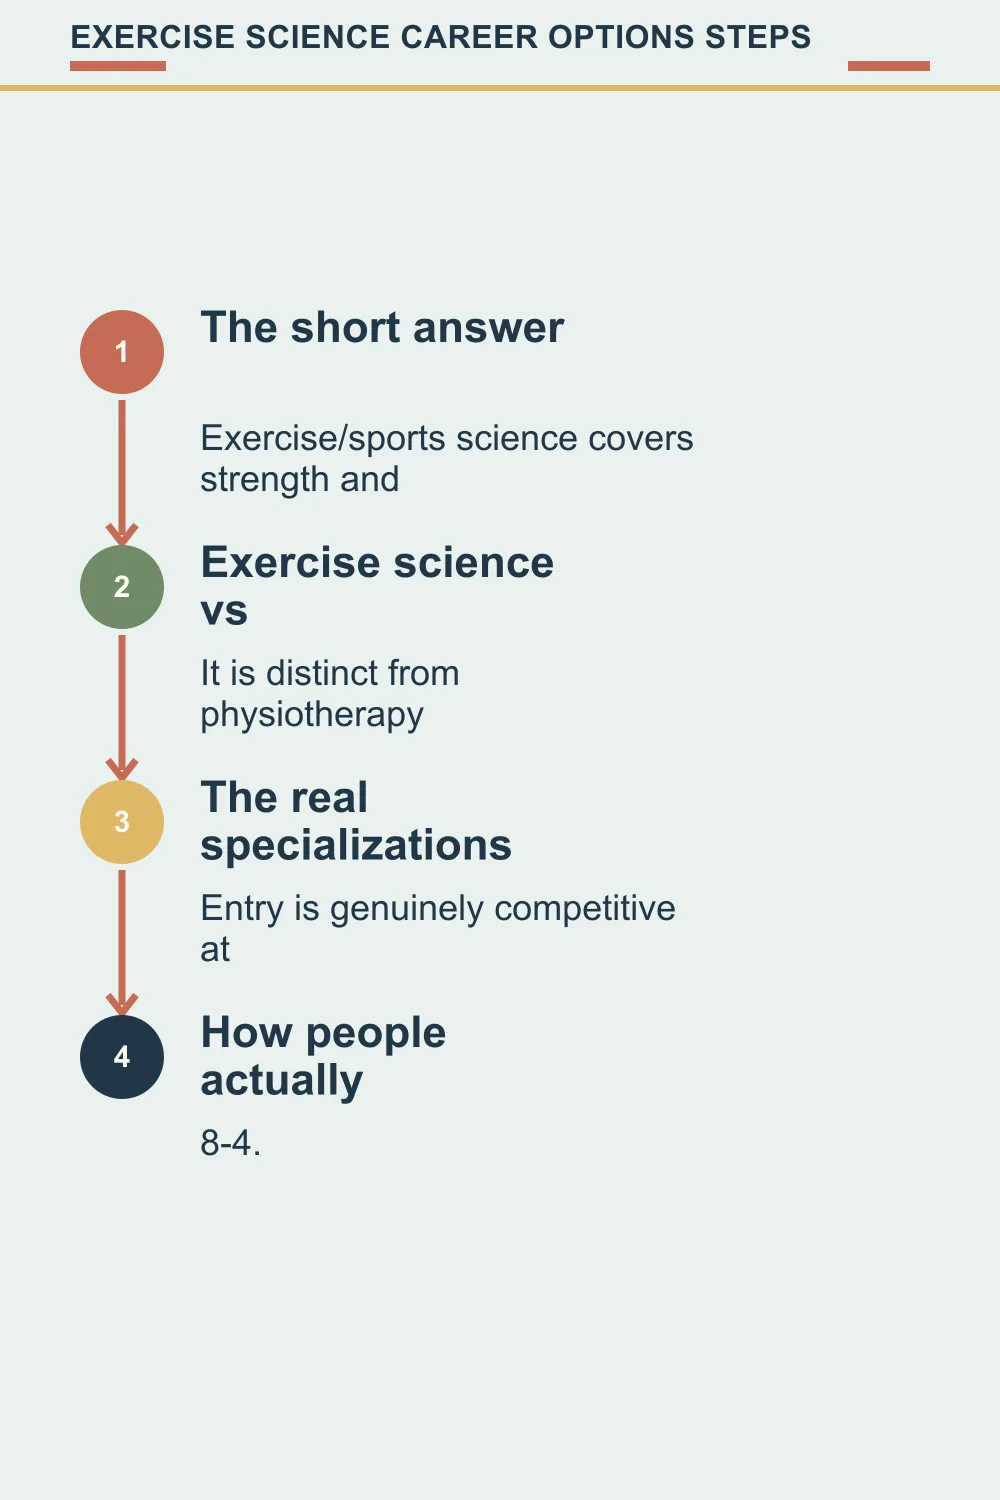 EXERCISE SCIENCE CAREER OPTIONS STEPS
1
The short answer
Exercise/sports science covers
strength and
2
Exercise science
vs
It is distinct from
physiotherapy
3
The real
specializations
Entry is genuinely competitive
at
4
How people
actually
8-4.